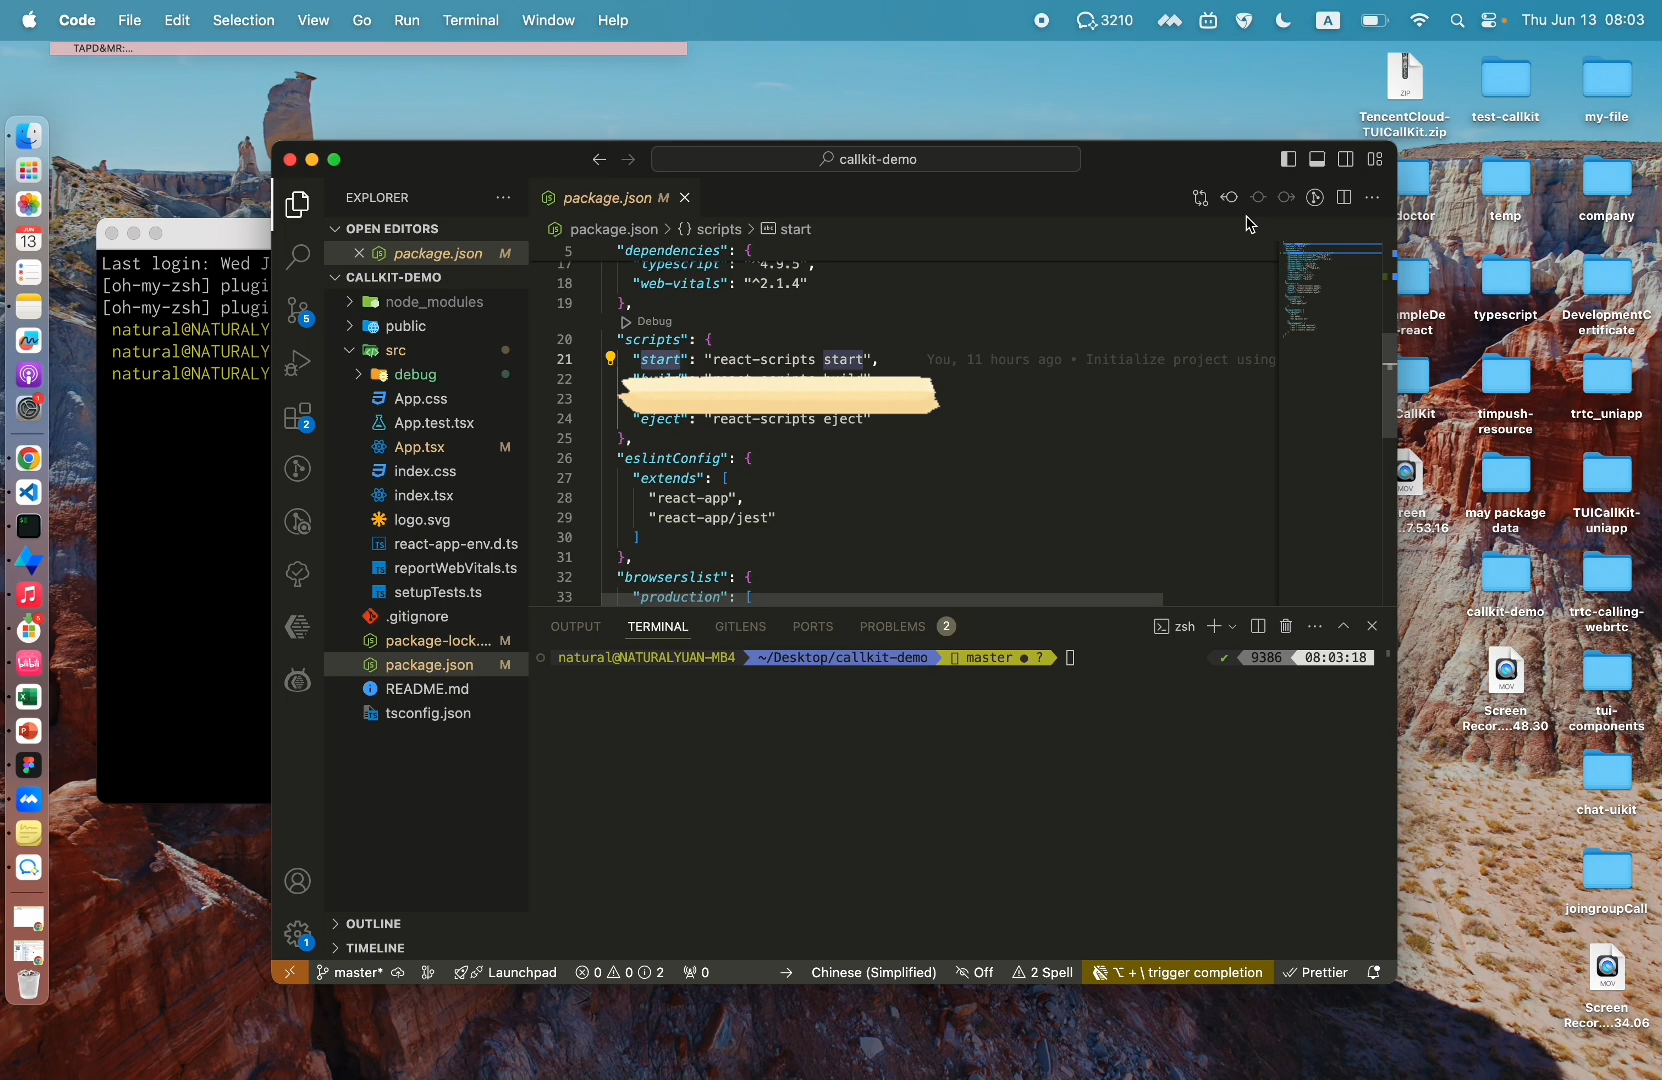 Code File Edit Selection View Go Run Terminal Window Help
3210
A
Thu Jun 13 08:03
TAPD&MR:...
ZIP
TencentCloud-
TUICallKit.zip
test-callkit
my-file
temp
company
typescript
DevelopmentC
ertificate
-react
CallKit
timpush-
resource
trtc_uniapp
MOV
...7.53.16
may package
data
TUICallKit-
uniapp
callkit-demo
trtc-calling-
webrtc
MOV
Screen
Recor....48.30
tui-
components
chat-uikit
joingroupCall
MOV
Screen
Recor....34.06
JUN
13
Last login: Wed J
[oh-my-zsh] plugi
[oh-my-zsh] plugi
natural@NATURALY
natural@NATURALY
natural@NATURALY
callkit-demo
EXPLORER
OPEN EDITORS
package.json M
CALLKIT-DEMO
node_modules
public
src
debug
App.css
App.test.tsx
App.tsx M
index.css
index.tsx
logo.svg
react-app-env.d.ts
reportWebVitals.ts
setupTests.ts
.gitignore
package-lock.... M
package.json M
README.md
tsconfig.json
OUTLINE
TIMELINE
5
2
1
package.json M
package.json > {} scripts > abc start
5 "dependencies": {
17 "typescript": "^4.9.5",
18 "web-vitals": "^2.1.4"
19 },
Debug
20 "scripts": {
21 "start": "react-scripts start", You, 11 hours ago • Initialize project using
22
23
24 "eject": "react-scripts eject"
25 },
26 "eslintConfig": {
27 "extends": [
28 "react-app",
29 "react-app/jest"
30 ]
31 },
32 "browserslist": {
33 "production": [
OUTPUT TERMINAL GITLENS PORTS PROBLEMS 2
zsh
natural@NATURALYUAN-MB4 ~/Desktop/callkit-demo master ● ?
✔ 9386 08:03:18
master* Launchpad 0 0 2 0
Chinese (Simplified) Off 2 Spell ⌥ + \ trigger completion Prettier